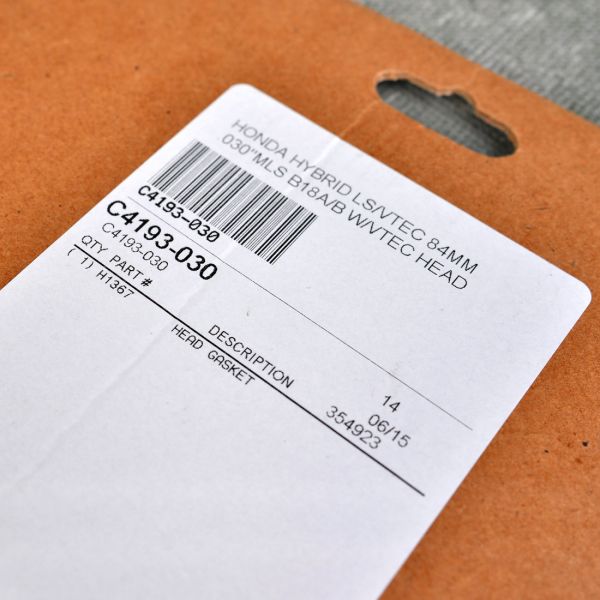 HONDA HYBRID LS/VTEC 84MM
030"MLS B18A/B W/VTEC HEAD
C4193-030
C4193-030
C4193-030
QTY PART # DESCRIPTION 14
( 1) H1367 HEAD GASKET 06/15
354923